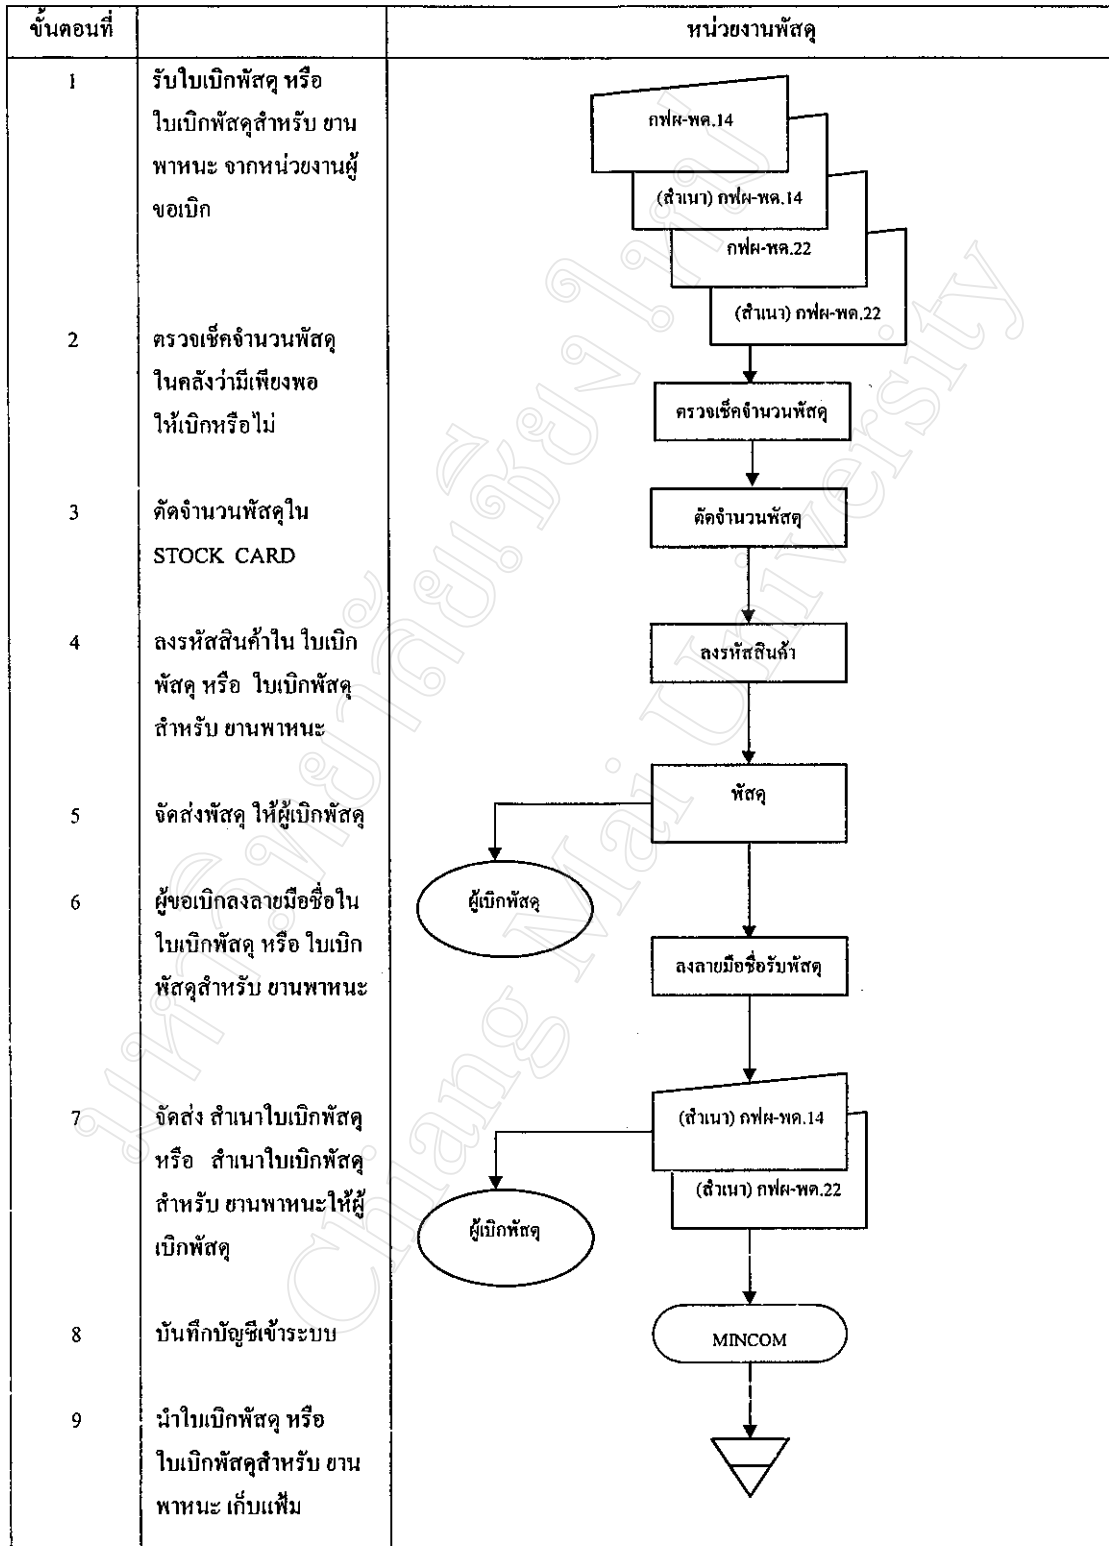 ขั้นตอนที่
หน่วยงานพัสดุ
1
รับใบเบิกพัสดุ หรือ
ใบเบิกพัสดุสำหรับ ยาน
พาหนะ จากหน่วยงานผู้
ขอเบิก
กฟผ-พด.14
(สำเนา) กฟผ-พด.14
กฟผ-พด.22
(สำเนา) กฟผ-พด.22
2
ตรวจเช็คจำนวนพัสดุ
ในคลังว่ามีเพียงพอ
ให้เบิกหรือไม่
ตรวจเช็คจำนวนพัสดุ
3
ตัดจำนวนพัสดุใน
STOCK CARD
ตัดจำนวนพัสดุ
4
ลงรหัสสินค้าใน ใบเบิก
พัสดุ หรือ ใบเบิกพัสดุ
สำหรับ ยานพาหนะ
ลงรหัสสินค้า
5
จัดส่งพัสดุ ให้ผู้เบิกพัสดุ
พัสดุ
ผู้เบิกพัสดุ
6
ผู้ขอเบิกลงลายมือชื่อใน
ใบเบิกพัสดุ หรือ ใบเบิก
พัสดุสำหรับ ยานพาหนะ
ลงลายมือชื่อรับพัสดุ
7
จัดส่ง สำเนาใบเบิกพัสดุ
หรือ สำเนาใบเบิกพัสดุ
สำหรับ ยานพาหนะให้ผู้
เบิกพัสดุ
(สำเนา) กฟผ-พด.14
(สำเนา) กฟผ-พด.22
ผู้เบิกพัสดุ
8
บันทึกบัญชีเข้าระบบ
MINCOM
9
นำใบเบิกพัสดุ หรือ
ใบเบิกพัสดุสำหรับ ยาน
พาหนะ เก็บแฟ้ม
มหาวิทยาลัยเชียงใหม่
Chiang Mai University